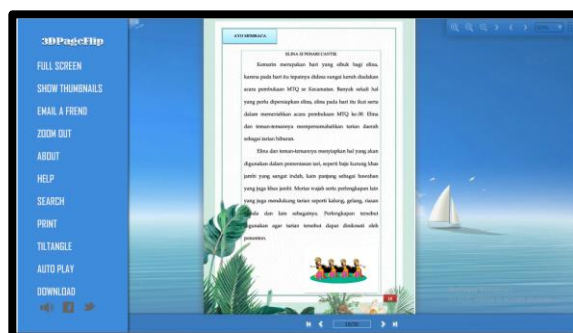 3DPageFlip
FULL SCREEN
SHOW THUMBNAILS
EMAIL A FREND
ZOOM OUT
ABOUT
HELP
SEARCH
PRINT
TILTANGLE
AUTO PLAY
DOWNLOAD
AYO MEMBACA
ELINA SI PENARI CANTIK
Kemarin merupakan hari yang sibuk bagi elina,
karena pada hari itu tepatnya didesa sungai keruh diadakan
acara pembukaan MTQ se Kecamatan. Banyak sekali hal
yang perlu dipersiapkan elina, elina pada hari itu ikut serta
dalam memeriahkan acara pembukaan MTQ ke-50. Elina
dan teman-temannya mempersembahkan tarian daerah
sebagai tarian hiburan.
Elina dan teman-temannya menyiapkan hal yang akan
digunakan dalam pementasan tari, seperti baju kurung khas
jambi yang sangat indah, kain panjang sebagai bawahan
yang juga khas jambi. Merias wajah serta perlengkapan lain
yang juga mendukung tarian seperti kalung, gelang, riasan
kepala dan lain sebagainya. Perlengkapan tersebut
digunakan agar tarian tersebut dapat dinikmati oleh
penonton.